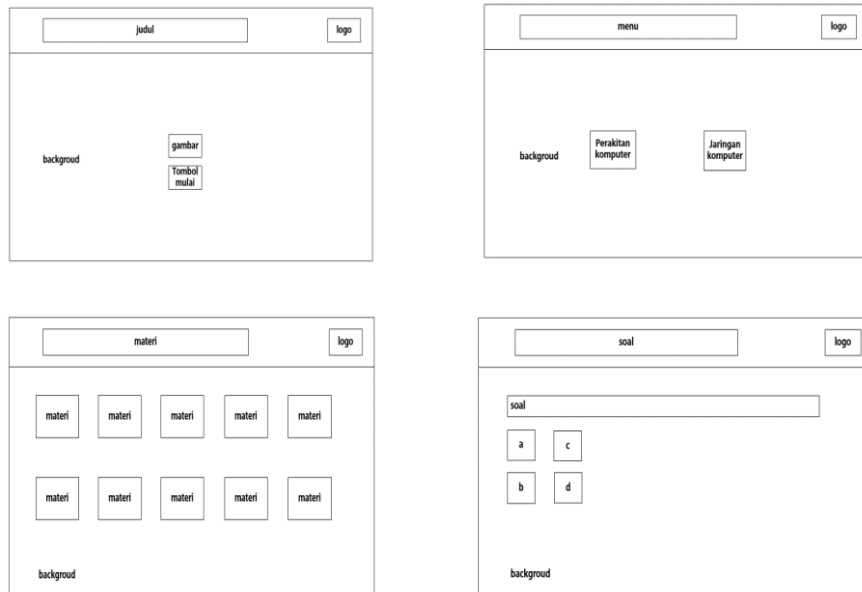 judul
logo
backgroud
gambar
Tombol
mulai
menu
logo
backgroud
Perakitan
komputer
Jaringan
komputer
materi
logo
materi materi materi materi materi
materi materi materi materi materi
backgroud
soal
logo
soal
a c
b d
backgroud